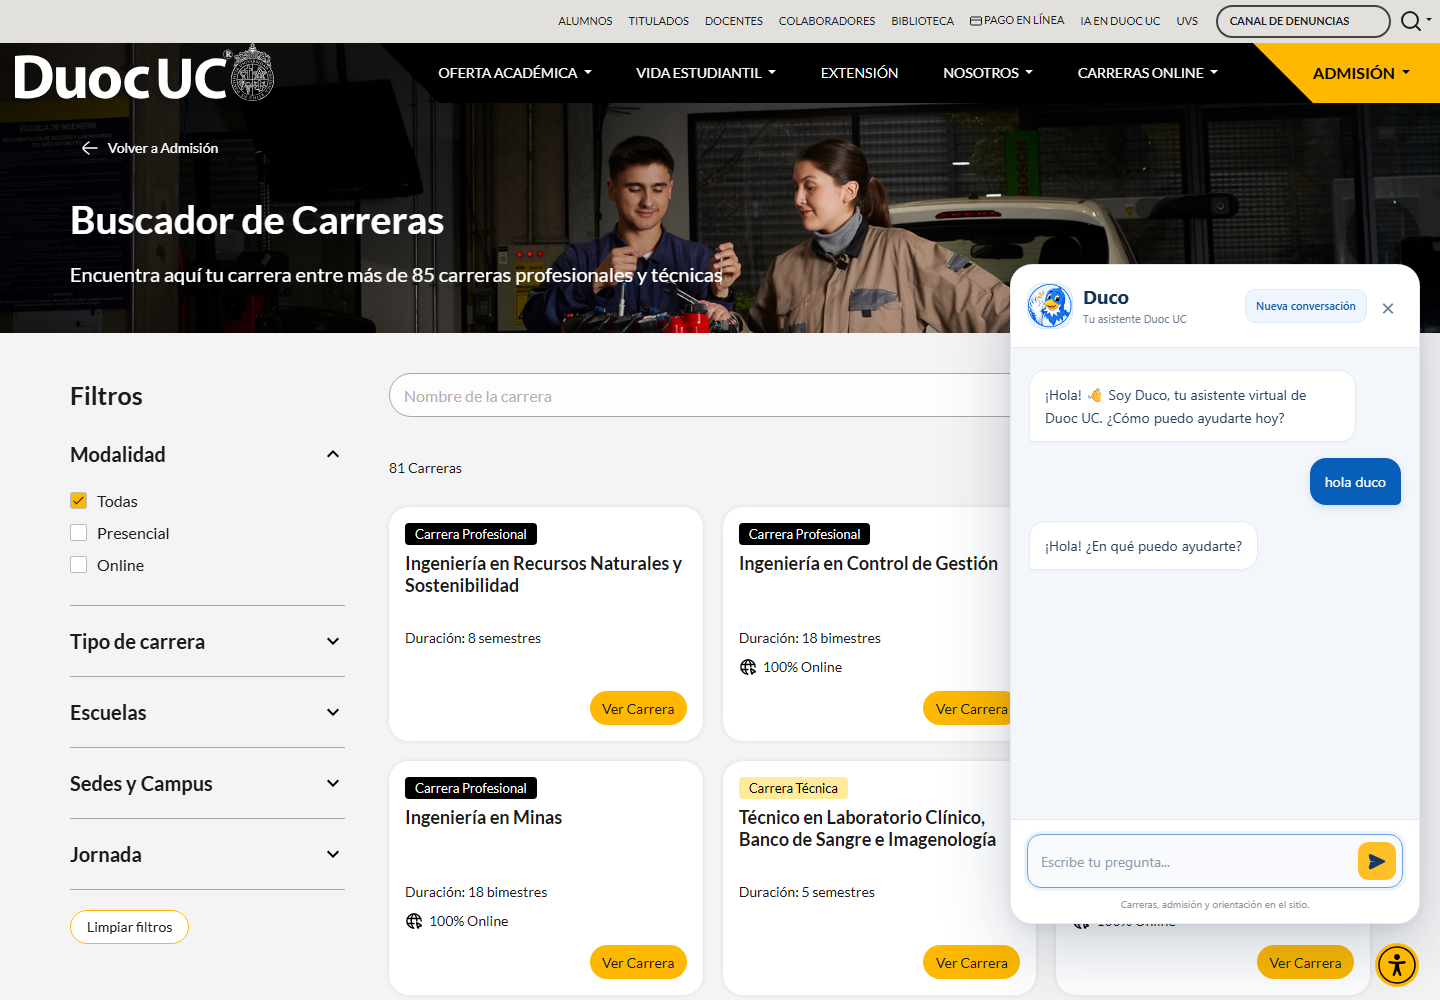 ALUMNOS TITULADOS DOCENTES COLABORADORES BIBLIOTECA PAGO EN LÍNEA IA EN DUOC UC UVS CANAL DE DENUNCIAS
Duoc UC®
OFERTA ACADÉMICA VIDA ESTUDIANTIL EXTENSIÓN NOSOTROS CARRERAS ONLINE ADMISIÓN
Volver a Admisión
Buscador de Carreras
Encuentra aquí tu carrera entre más de 85 carreras profesionales y técnicas
Filtros
Modalidad
Todas
Presencial
Online
Tipo de carrera
Escuelas
Sedes y Campus
Jornada
Limpiar filtros
Nombre de la carrera
81 Carreras
Carrera Profesional
Ingeniería en Recursos Naturales y
Sostenibilidad
Duración: 8 semestres
Ver Carrera
Carrera Profesional
Ingeniería en Control de Gestión
Duración: 18 bimestres
100% Online
Ver Carrera
Carrera Profesional
Ingeniería en Minas
Duración: 18 bimestres
100% Online
Ver Carrera
Carrera Técnica
Técnico en Laboratorio Clínico,
Banco de Sangre e Imagenología
Duración: 5 semestres
Ver Carrera
100% Online
Ver Carrera
Duco
Tu asistente Duoc UC
Nueva conversación
¡Hola! 👋 Soy Duco, tu asistente virtual de
Duoc UC. ¿Cómo puedo ayudarte hoy?
hola duco
¡Hola! ¿En qué puedo ayudarte?
Escribe tu pregunta...
Carreras, admisión y orientación en el sitio.